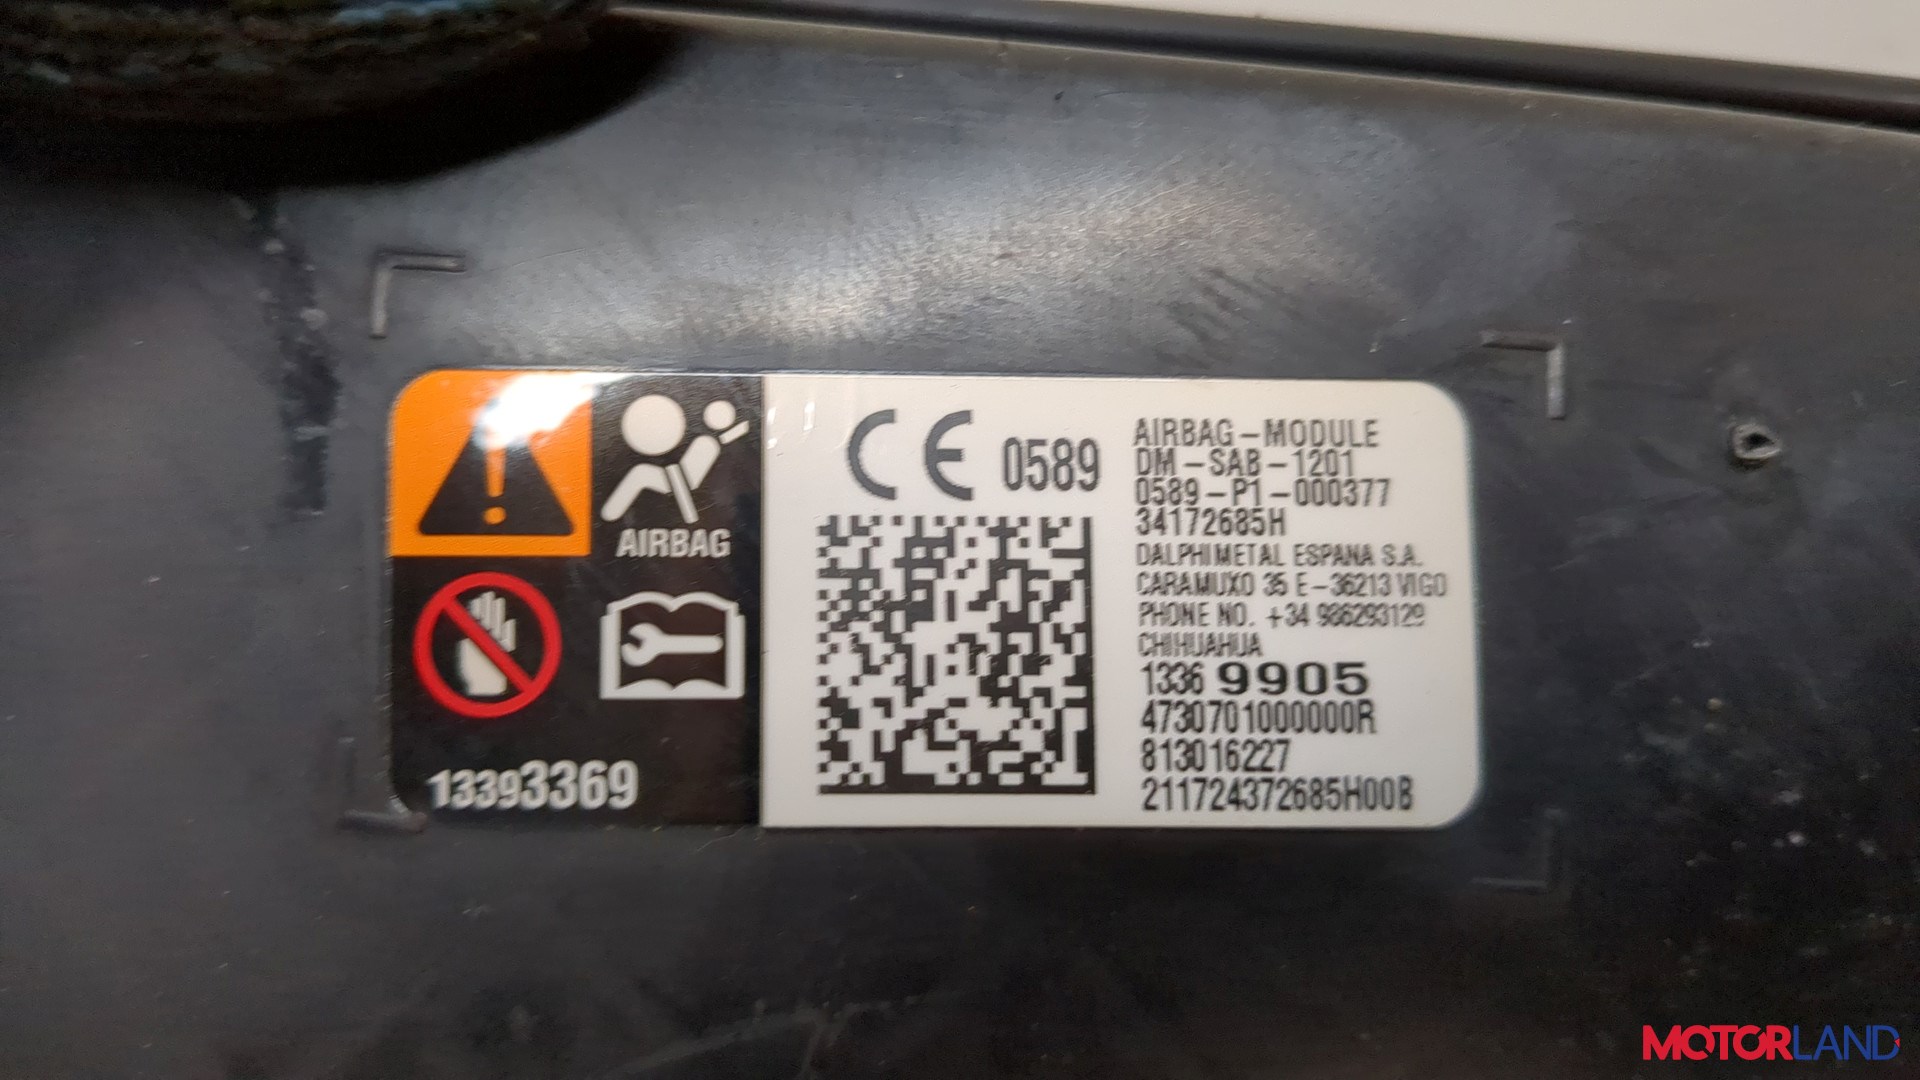 AIRBAG
13393369
CE 0589
AIRBAG-MODULE
DM-SAB-1201
0589-P1-000377
34172685H
DALPHIMETAL ESPANA S.A.
CARAMUXO 35 E-36213 VIGO
PHONE NO. +34 986293129
CHIHUAHUA
1336 9905
4730701000000R
813016227
211724372685H00B
MOTORLAND